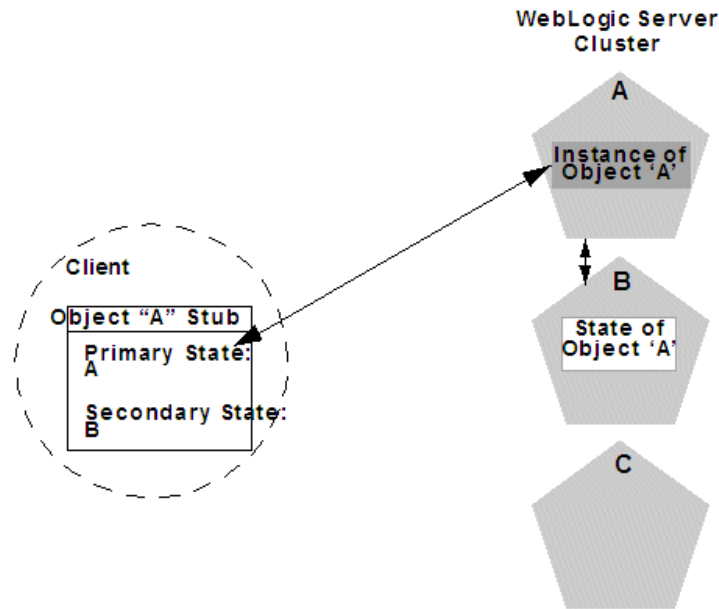 WebLogic Server
Cluster
A
Instance of
Object ‘A’
Client
Object “A” Stub
Primary State:
A
Secondary State:
B
B
State of
Object ‘A’
C